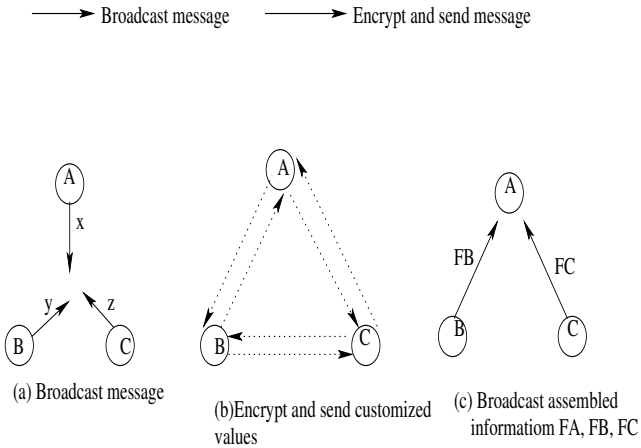 Broadcast message
Encrypt and send message
A
x
y
z
B
C
(a) Broadcast message
A
B
C
(b)Encrypt and send customized
values
A
FB
FC
B
C
(c) Broadcast assembled
informatiom FA, FB, FC